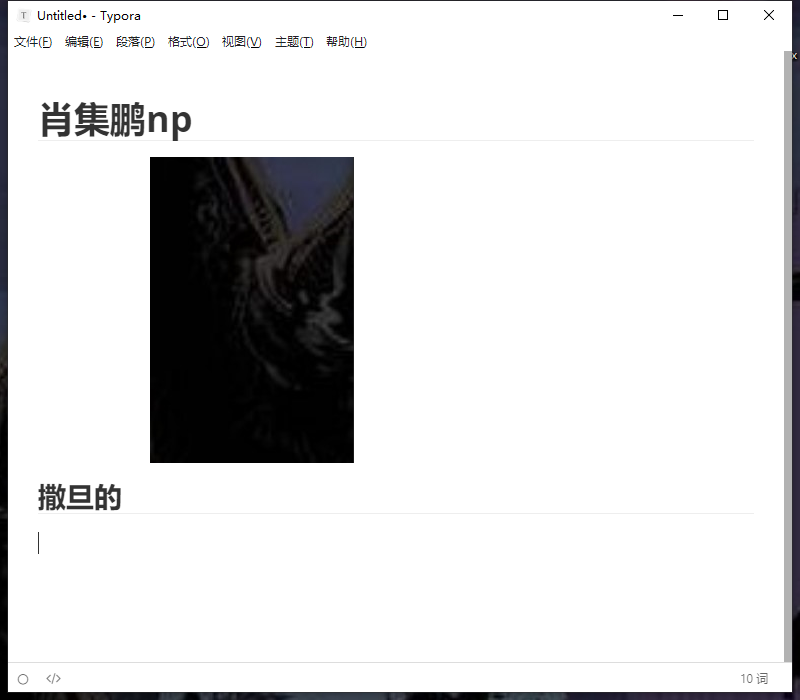 Untitled• - Typora
文件(F) 编辑(E) 段落(P) 格式(O) 视图(V) 主题(T) 帮助(H)
肖集鹏np
撒旦的
</> 10 词